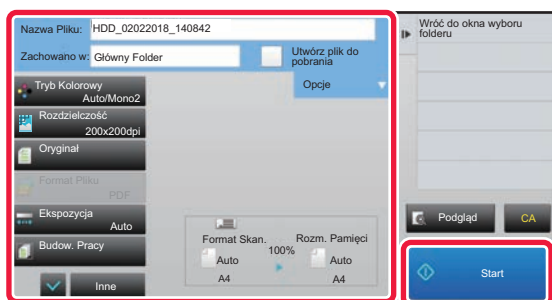 Nazwa Pliku: HDD_02022018_140842
Zachowano w: Główny Folder
Utwórz plik do
pobrania
Opcje
Tryb Kolorowy
Auto/Mono2
Rozdzielczość
200x200dpi
Oryginał
Format Pliku
PDF
Ekspozycja
Auto
Budow. Pracy
Inne
Format Skan.
100%
Rozm. Pamięci
Auto
Auto
A4
A4
Wróć do okna wyboru
folderu
Podgląd
CA
Start